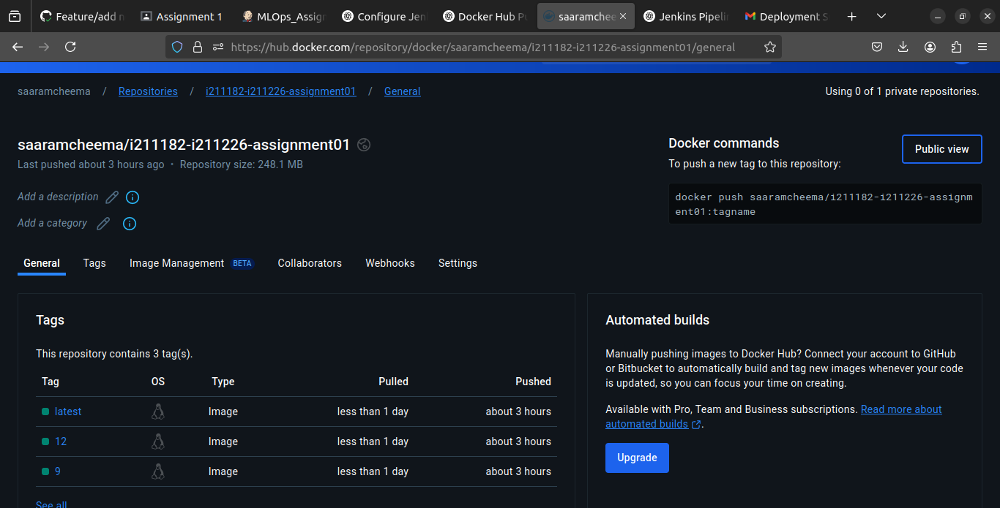 Feature/add n
Assignment 1
MLOps_Assig
Configure Jen
Docker Hub Pu
saaramchee
Jenkins Pipelin
Deployment S
https://hub.docker.com/repository/docker/saaramcheema/i211182-i211226-assignment01/general
saaramcheema / Repositories / i211182-i211226-assignment01 / General
Using 0 of 1 private repositories.
saaramcheema/i211182-i211226-assignment01
Last pushed about 3 hours ago • Repository size: 248.1 MB
Add a description
Add a category
Docker commands
Public view
To push a new tag to this repository:
docker push saaramcheema/i211182-i211226-assignm
ent01:tagname
General Tags Image Management BETA Collaborators Webhooks Settings
Tags
This repository contains 3 tag(s).
Tag OS Type Pulled Pushed
latest Image less than 1 day about 3 hours
12 Image less than 1 day about 3 hours
9 Image less than 1 day about 3 hours
See all
Automated builds
Manually pushing images to Docker Hub? Connect your account to GitHub
or Bitbucket to automatically build and tag new images whenever your code
is updated, so you can focus your time on creating.
Available with Pro, Team and Business subscriptions. Read more about
automated builds.
Upgrade